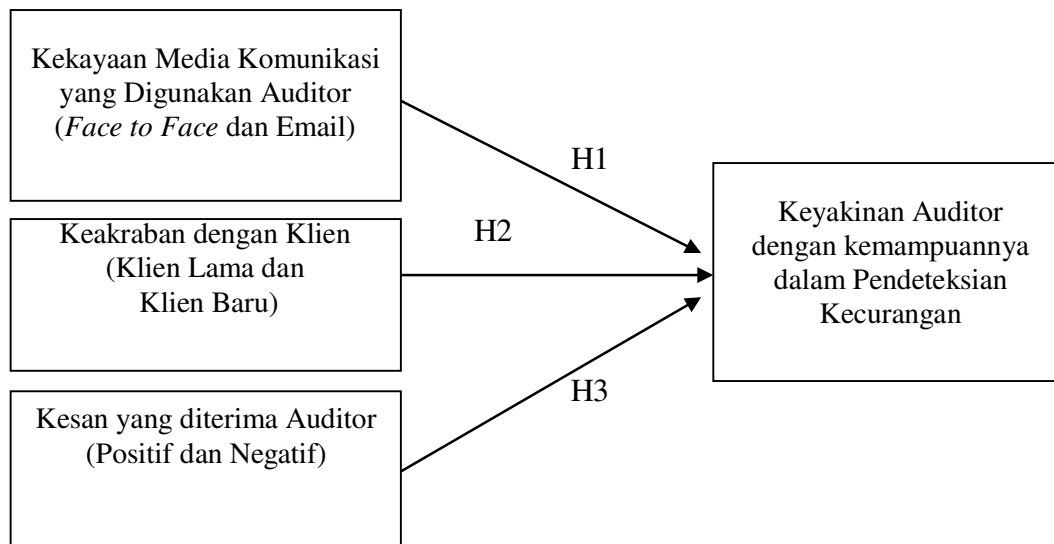 Kekayaan Media Komunikasi
yang Digunakan Auditor
(Face to Face dan Email)
H1
Keakraban dengan Klien
(Klien Lama dan
Klien Baru)
H2
Kesan yang diterima Auditor
(Positif dan Negatif)
H3
Keyakinan Auditor
dengan kemampuannya
dalam Pendeteksian
Kecurangan